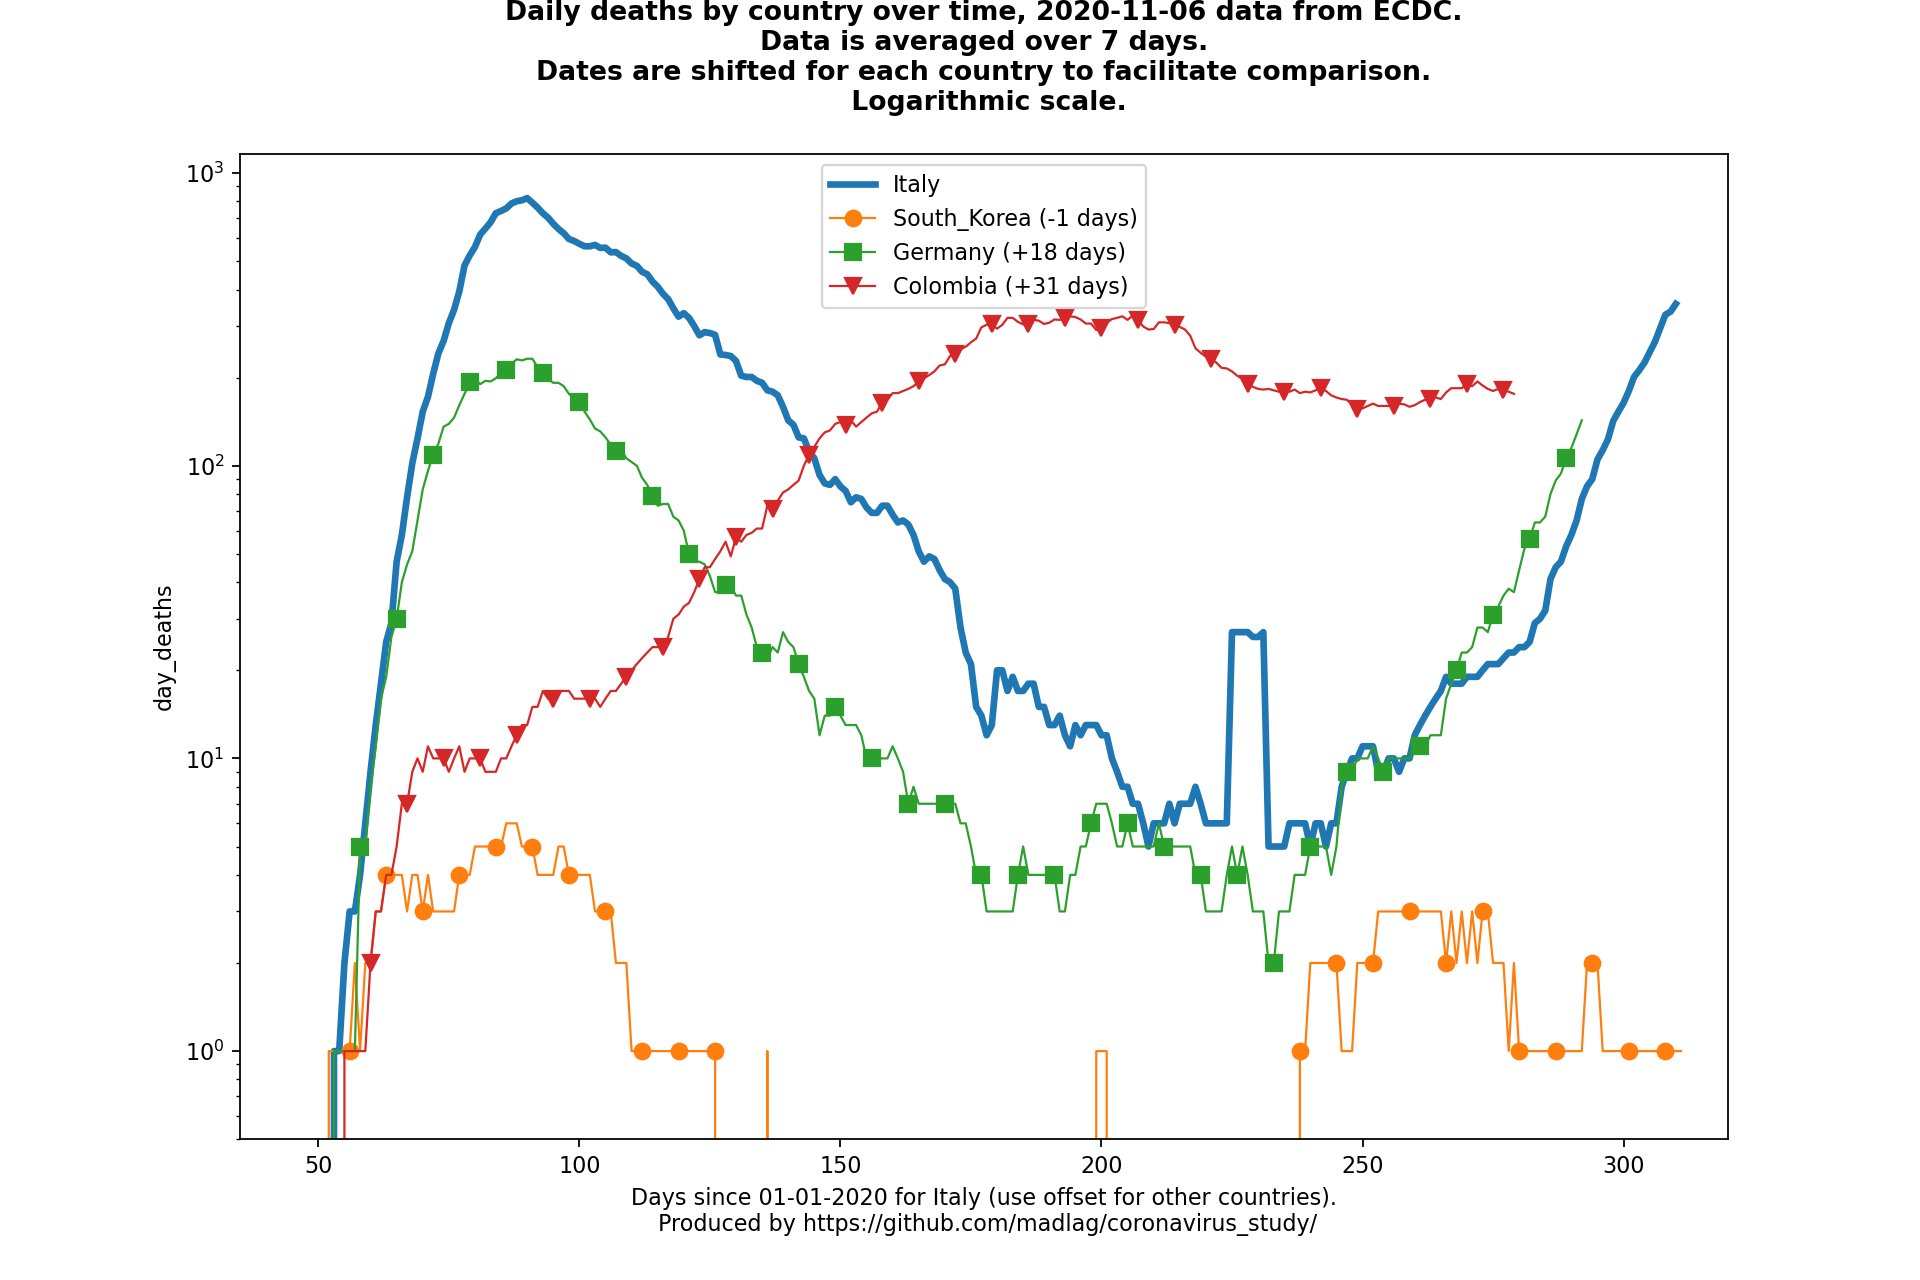 Daily deaths by country over time, 2020-11-06 data from ECDC.
Data is averaged over 7 days.
Dates are shifted for each country to facilitate comparison.
Logarithmic scale.
Italy
South_Korea (-1 days)
Germany (+18 days)
Colombia (+31 days)
day_deaths
10³
10²
10¹
10⁰
50 100 150 200 250 300
Days since 01-01-2020 for Italy (use offset for other countries).
Produced by https://github.com/madlag/coronavirus_study/